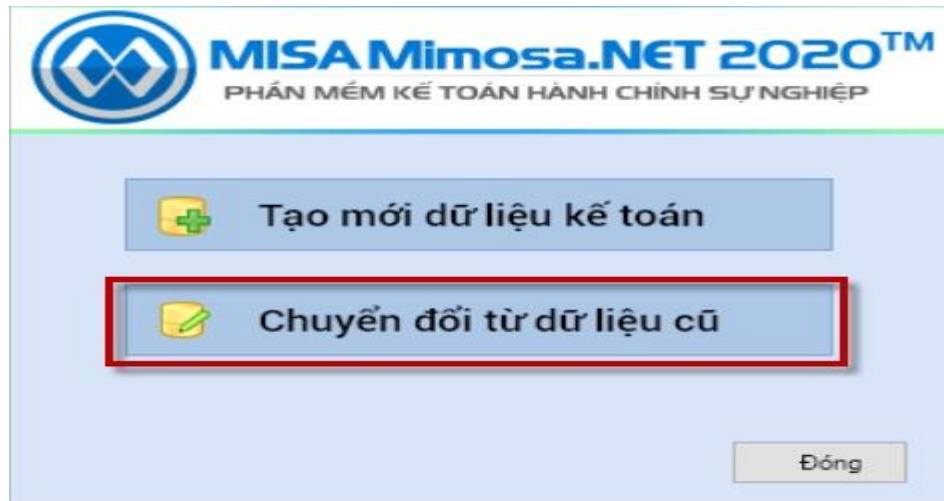 MISA Mimosa.NET 2020™
PHẦN MỀM KẾ TOÁN HÀNH CHÍNH SỰ NGHIỆP
Tạo mới dữ liệu kế toán
Chuyển đổi từ dữ liệu cũ
Đóng